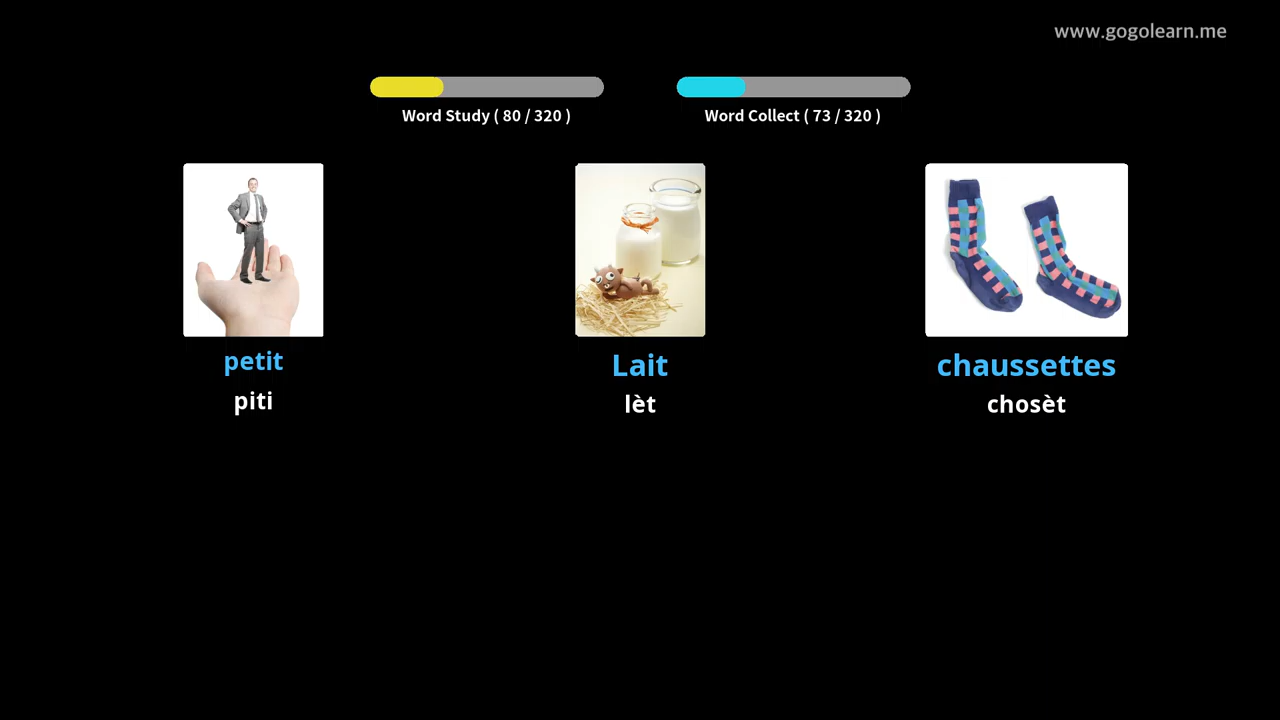 www.gogolearn.me
Word Study ( 80 / 320 )
Word Collect ( 73 / 320 )
petit
piti
Lait
lèt
chaussettes
chosèt